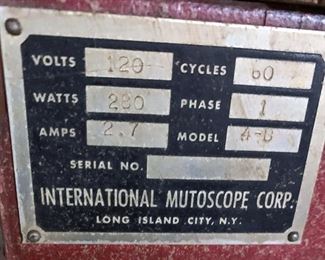 VOLTS 120 CYCLES 60
WATTS 280 PHASE 1
AMPS 2.7 MODEL 4-B
SERIAL NO.
INTERNATIONAL MUTOSCOPE CORP.
LONG ISLAND CITY, N.Y.